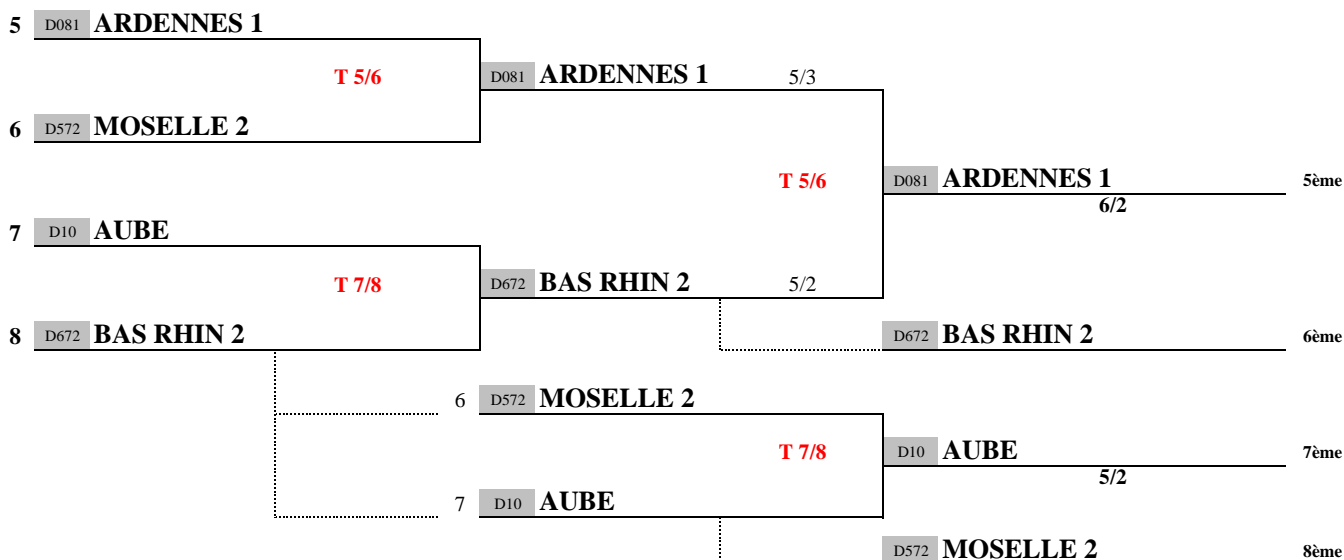 5 D081 ARDENNES 1
T 5/6 D081 ARDENNES 1 5/3
6 D572 MOSELLE 2
T 5/6 D081 ARDENNES 1 5ème
6/2
7 D10 AUBE
T 7/8 D672 BAS RHIN 2 5/2
8 D672 BAS RHIN 2 D672 BAS RHIN 2 6ème
6 D572 MOSELLE 2
T 7/8 D10 AUBE 7ème
5/2
7 D10 AUBE
D572 MOSELLE 2 8ème